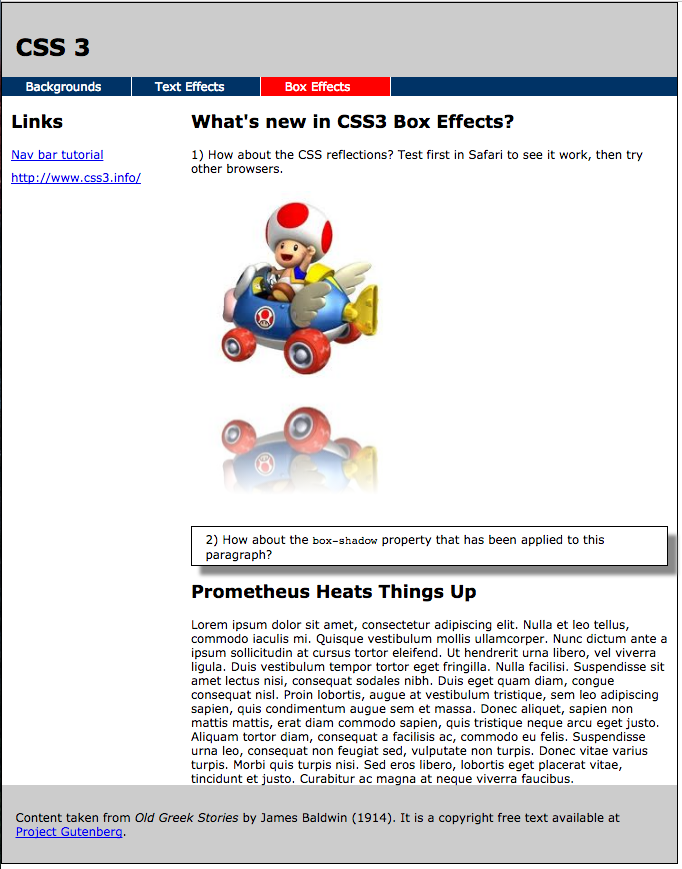 CSS 3
Backgrounds
Text Effects
Box Effects
Links
Nav bar tutorial
http://www.css3.info/
What's new in CSS3 Box Effects?
1) How about the CSS reflections? Test first in Safari to see it work, then try
other browsers.
2) How about the box-shadow property that has been applied to this
paragraph?
Prometheus Heats Things Up
Lorem ipsum dolor sit amet, consectetur adipiscing elit. Nulla et leo tellus,
commodo iaculis mi. Quisque vestibulum mollis ullamcorper. Nunc dictum ante a
ipsum sollicitudin at cursus tortor eleifend. Ut hendrerit urna libero, vel viverra
ligula. Duis vestibulum tempor tortor eget fringilla. Nulla facilisi. Suspendisse sit
amet lectus nisi, consequat sodales nibh. Duis eget quam diam, congue
consequat nisl. Proin lobortis, augue at vestibulum tristique, sem leo adipiscing
sapien, quis condimentum augue sem et massa. Donec aliquet, sapien non
mattis mattis, erat diam commodo sapien, quis tristique neque arcu eget justo.
Aliquam tortor diam, consequat a facilisis ac, commodo eu felis. Suspendisse
urna leo, consequat non feugiat sed, vulputate non turpis. Donec vitae varius
turpis. Morbi quis turpis nisi. Sed eros libero, lobortis eget placerat vitae,
tincidunt et justo. Curabitur ac magna at neque viverra faucibus.
Content taken from Old Greek Stories by James Baldwin (1914). It is a copyright free text available at
Project Gutenberg.